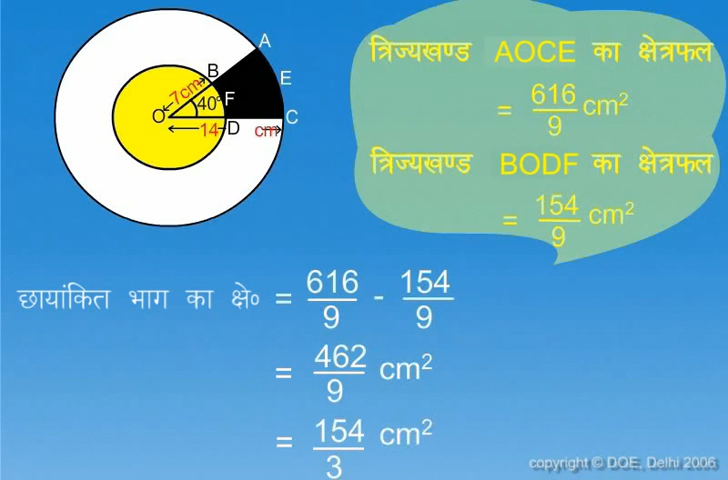 A
B
E
7cm
40°
F
O
C
14
D
cm
त्रिज्यखण्ड AOCE का क्षेत्रफल
= 616/9 cm²
त्रिज्यखण्ड BODF का क्षेत्रफल
= 154/9 cm²
छायांकित भाग का क्षे० = 616/9 - 154/9
= 462/9 cm²
= 154/3 cm²
copyright © DOE, Delhi 2006